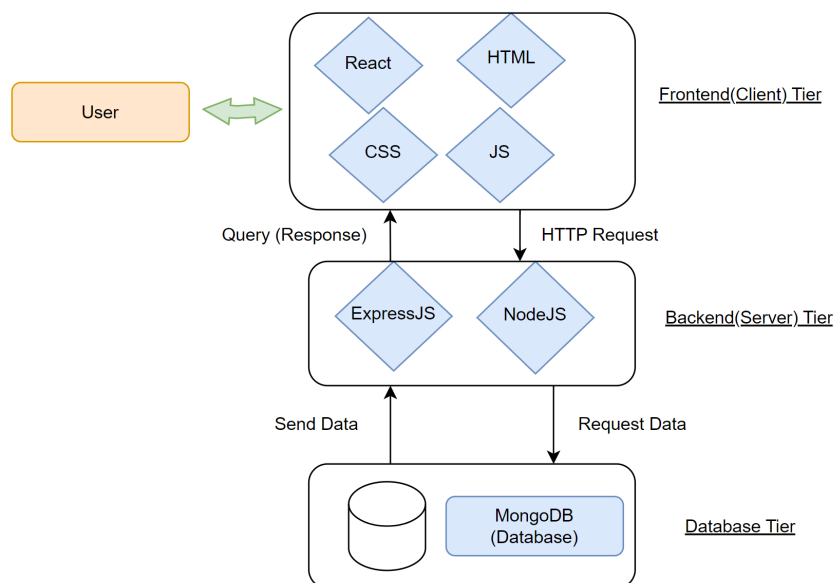 React
HTML
Frontend(Client) Tier
User
CSS
JS
Query (Response)
HTTP Request
ExpressJS
NodeJS
Backend(Server) Tier
Send Data
Request Data
MongoDB
(Database)
Database Tier